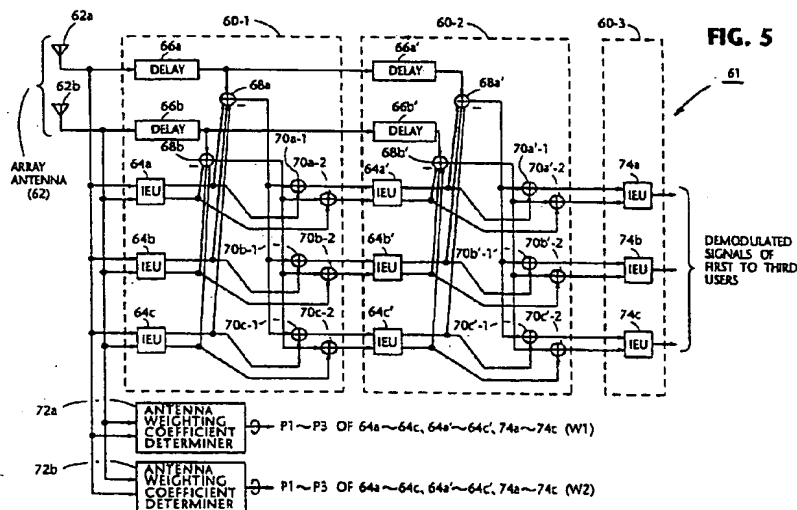 FIG. 5
61
62a
62b
ARRAY
ANTENNA
(62)
60-1
60-2
60-3
66a
DELAY
66b
DELAY
68a
68b
64a
IEU
64b
IEU
64c
IEU
70a-1
70a-2
70b-1
70b-2
70c-1
70c-2
66a'
DELAY
66b'
DELAY
68a'
68b'
64a'
IEU
64b'
IEU
64c'
IEU
70a'-1
70a'-2
70b'-1
70b'-2
70c'-1
70c'-2
74a
IEU
74b
IEU
74c
IEU
DEMODULATED
SIGNALS OF
FIRST TO THIRD
USERS
72a
ANTENNA
WEIGHTING
COEFFICIENT
DETERMINER
P1~P3 OF 64a~64c, 64a'~64c', 74a~74c (W1)
72b
ANTENNA
WEIGHTING
COEFFICIENT
DETERMINER
P1~P3 OF 64a~64c, 64a'~64c', 74a~74c (W2)